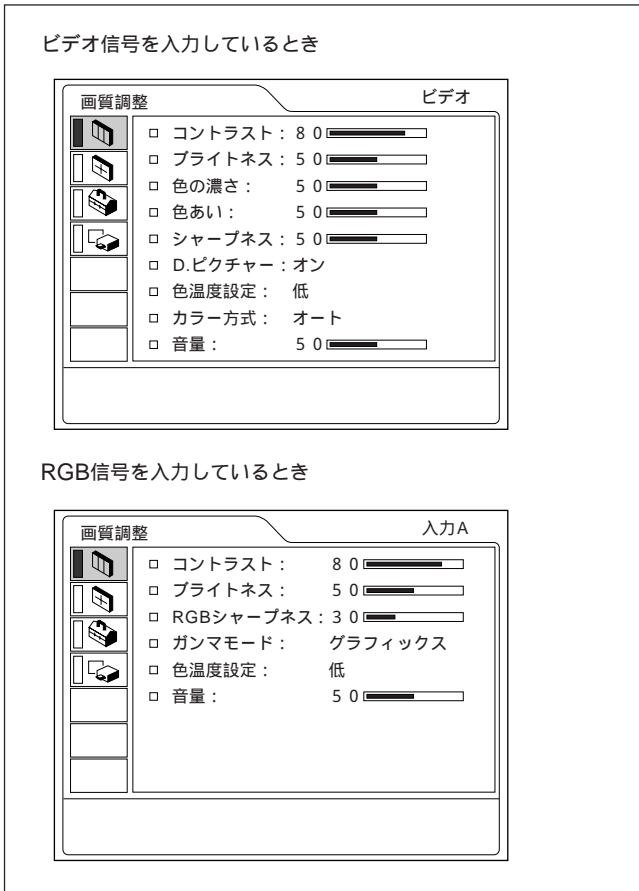 ビデオ信号を入力しているとき
画質調整 ビデオ
コントラスト：80
ブライトネス：50
色の濃さ： 50
色あい： 50
シャープネス：50
D.ピクチャー：オン
色温度設定： 低
カラー方式： オート
音量： 50
RGB信号を入力しているとき
画質調整 入力A
コントラスト： 80
ブライトネス： 50
RGBシャープネス：30
ガンマモード： グラフィックス
色温度設定： 低
音量： 50